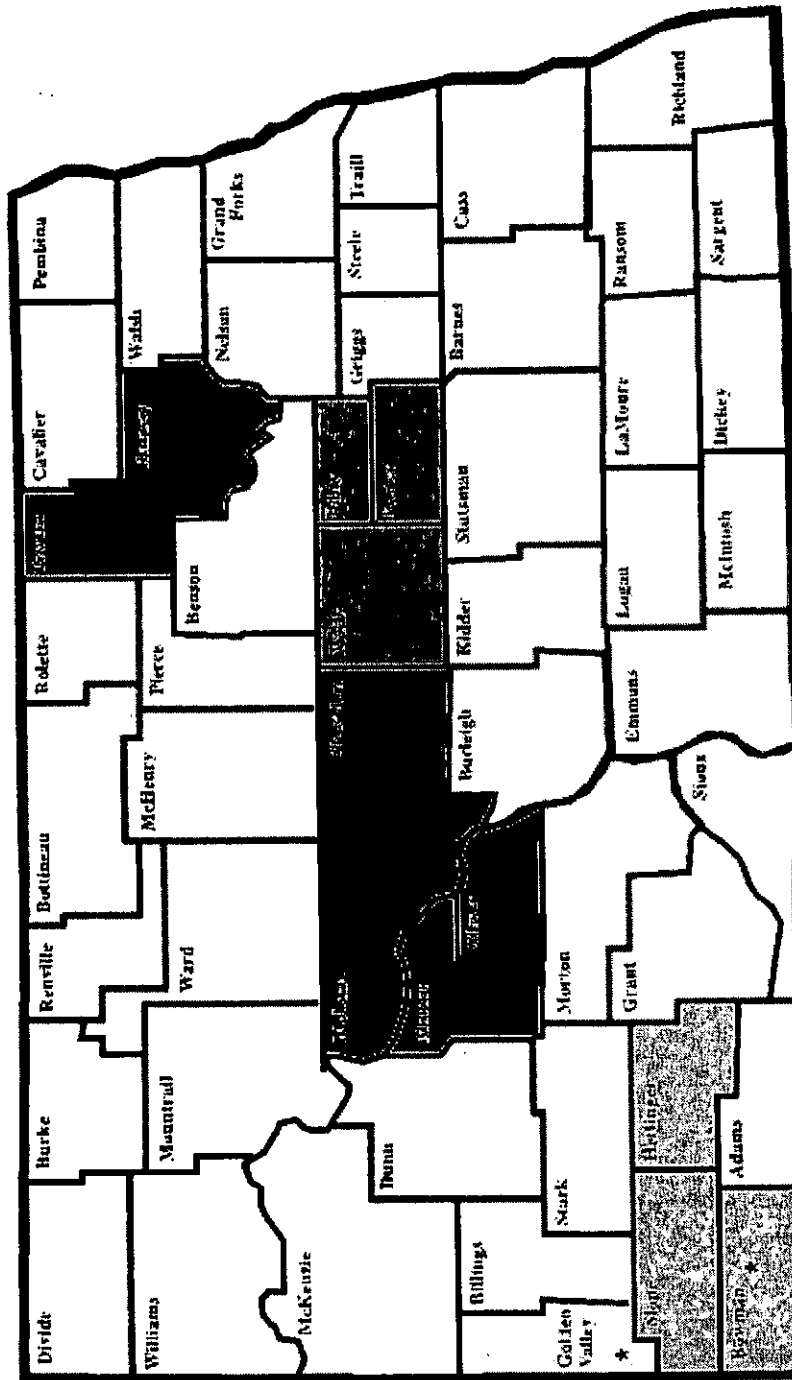 Divide
Burke
Renville
Bottineau
Rolette
Towner
Cavalier
Pembina
Williams
Mountrail
Ward
McHenry
Pierce
Benson
Ramsey
Walsh
McKenzie
Nelson
Grand
Forks
Dunn
McLean
Mercer
Oliver
Sheridan
Wells
Eddy
Foster
Griggs
Steele
Traill
Golden
Valley
*
Billings
Stark
Morton
Burleigh
Kidder
Stutsman
Barnes
Cass
Slope
Hettinger
Grant
Sioux
Emmons
Logan
LaMoure
Ransom
Richland
Bowman
*
Adams
McIntosh
Dickey
Sargent